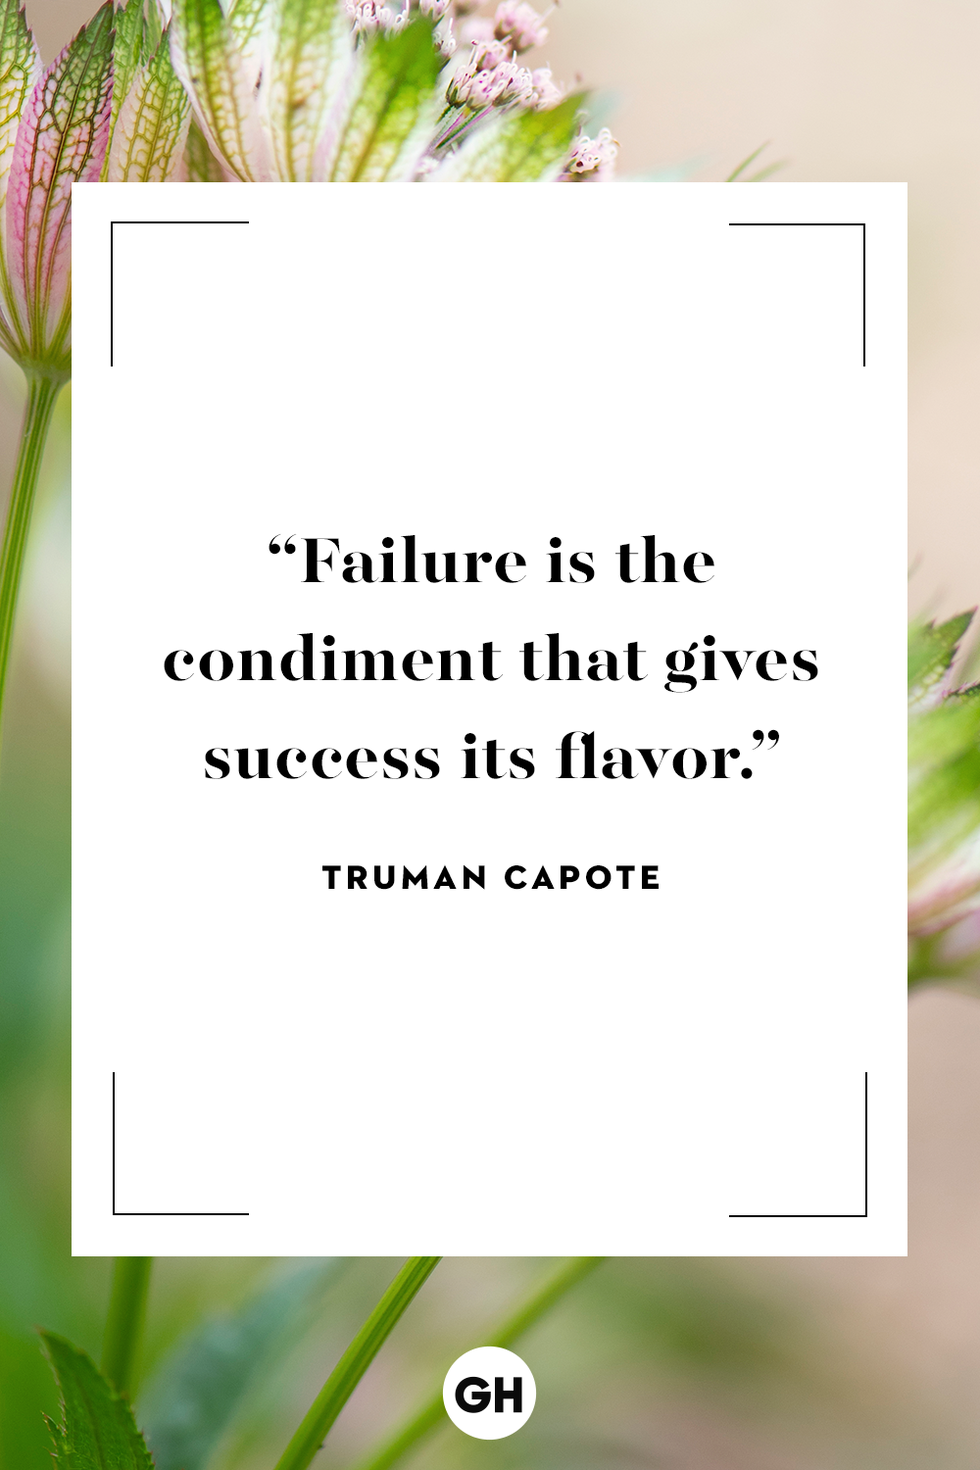 “Failure is the
condiment that gives
success its flavor.”
TRUMAN CAPOTE
GH